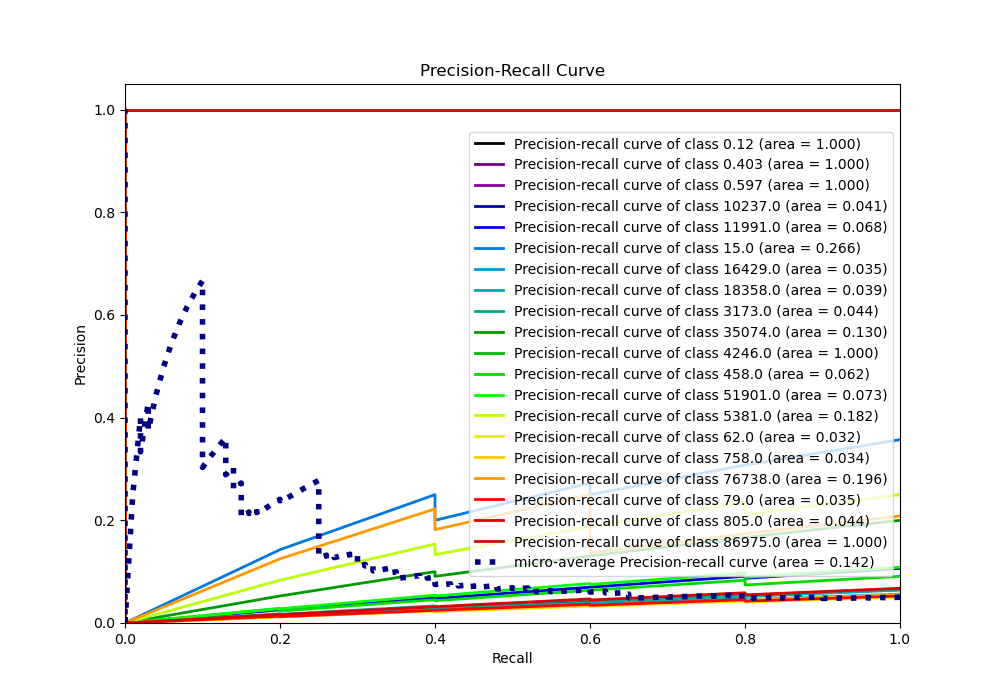 Precision-Recall Curve
1.0
0.8
0.6
0.4
0.2
0.0
Precision
Precision-recall curve of class 0.12 (area = 1.000)
Precision-recall curve of class 0.403 (area = 1.000)
Precision-recall curve of class 0.597 (area = 1.000)
Precision-recall curve of class 10237.0 (area = 0.041)
Precision-recall curve of class 11991.0 (area = 0.068)
Precision-recall curve of class 15.0 (area = 0.266)
Precision-recall curve of class 16429.0 (area = 0.035)
Precision-recall curve of class 18358.0 (area = 0.039)
Precision-recall curve of class 3173.0 (area = 0.044)
Precision-recall curve of class 35074.0 (area = 0.130)
Precision-recall curve of class 4246.0 (area = 1.000)
Precision-recall curve of class 458.0 (area = 0.062)
Precision-recall curve of class 51901.0 (area = 0.073)
Precision-recall curve of class 5381.0 (area = 0.182)
Precision-recall curve of class 62.0 (area = 0.032)
Precision-recall curve of class 758.0 (area = 0.034)
Precision-recall curve of class 76738.0 (area = 0.196)
Precision-recall curve of class 79.0 (area = 0.035)
Precision-recall curve of class 805.0 (area = 0.044)
Precision-recall curve of class 86975.0 (area = 1.000)
micro-average Precision-recall curve (area = 0.142)
0.0 0.2 0.4 0.6 0.8 1.0
Recall